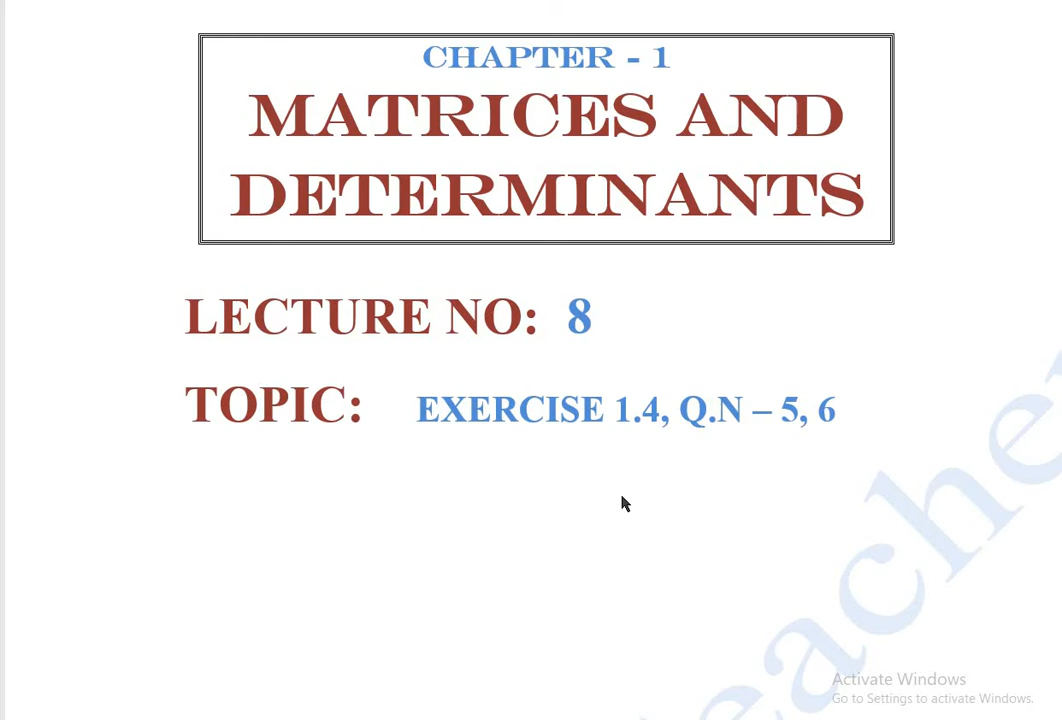 CHAPTER - 1
MATRICES AND
DETERMINANTS
LECTURE NO: 8
TOPIC: EXERCISE 1.4, Q.N – 5, 6
Activate Windows
Go to Settings to activate Windows.